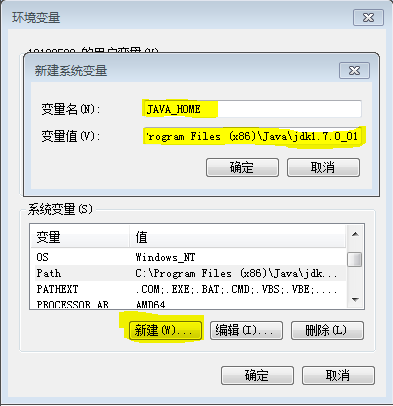 环境变量
的用户变量(U)
新建系统变量
变量名(N):
JAVA_HOME
变量值(V):
rogram Files (x86)\Java\jdk1.7.0_01
确定
取消
系统变量(S)
变量
值
OS
Windows_NT
Path
C:\Program Files (x86)\Java\jdk...
PATHEXT
.COM;.EXE;.BAT;.CMD;.VBS;.VBE;....
PROCESSOR_AR
AMD64
新建(W)...
编辑(I)...
删除(L)
确定
取消